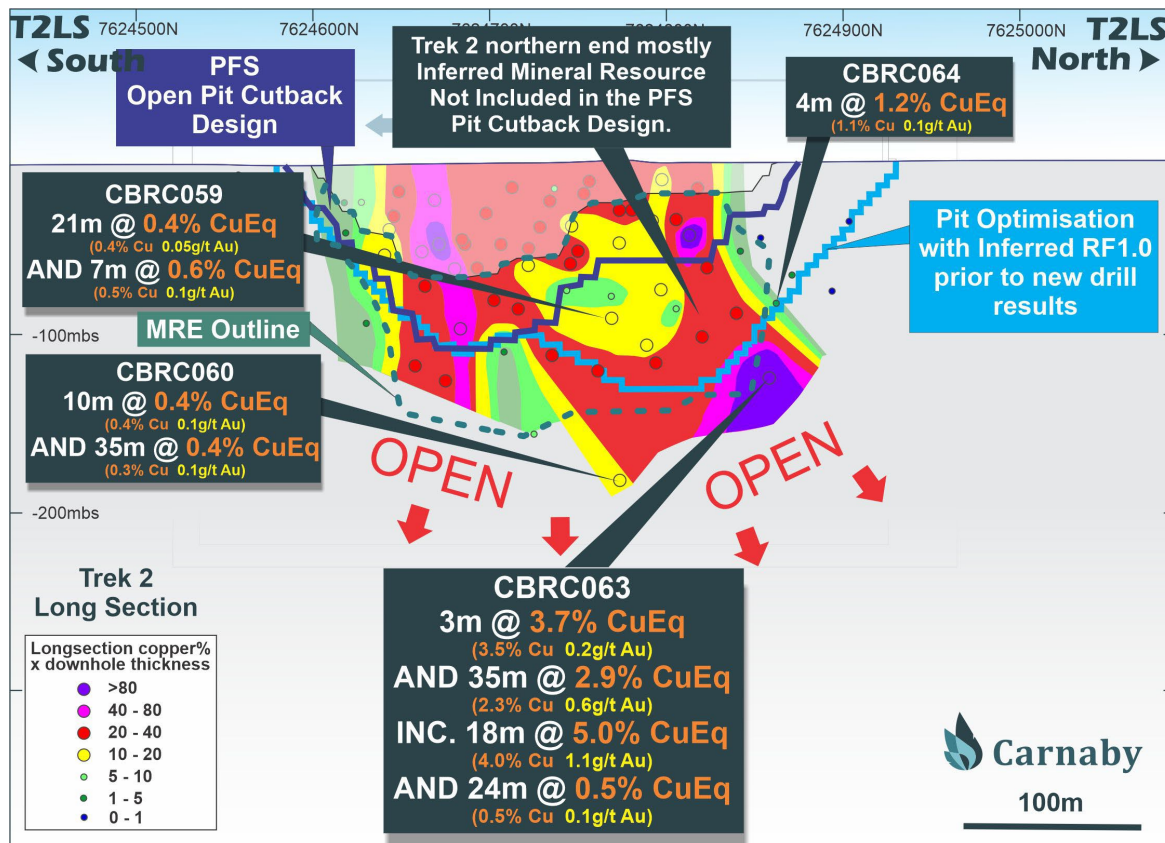 7624500N
7624600N
7624700N
7624900N
7625000N
T2LS
South
T2LS
North
PFS
Open Pit Cutback
Design
Trek 2 northern end mostly
Inferred Mineral Resource
Not Included in the PFS
Pit Cutback Design.
CBRC064
4m @ 1.2% CuEq
(1.1% Cu 0.1g/t Au)
CBRC059
21m @ 0.4% CuEq
(0.4% Cu 0.05g/t Au)
AND 7m @ 0.6% CuEq
(0.5% Cu 0.1g/t Au)
Pit Optimisation
with Inferred RF1.0
prior to new drill
results
MRE Outline
-100mbs
CBRC060
10m @ 0.4% CuEq
(0.4% Cu 0.1g/t Au)
AND 35m @ 0.4% CuEq
(0.3% Cu 0.1g/t Au)
OPEN
OPEN
-200mbs
Trek 2
Long Section
Longsection copper%
x downhole thickness
>80
40 - 80
20 - 40
10 - 20
5 - 10
1 - 5
0 - 1
CBRC063
3m @ 3.7% CuEq
(3.5% Cu 0.2g/t Au)
AND 35m @ 2.9% CuEq
(2.3% Cu 0.6g/t Au)
INC. 18m @ 5.0% CuEq
(4.0% Cu 1.1g/t Au)
AND 24m @ 0.5% CuEq
(0.5% Cu 0.1g/t Au)
Carnaby
100m